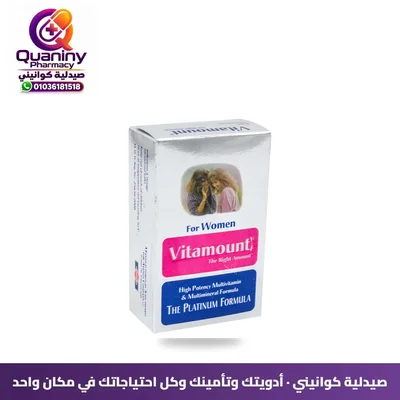 Quaniny
Pharmacy
صيدلية كوانيني
01036181518
Vitamount
Vitamount
For Women
Vitamount
The Right Amount
High Potency Multivitamin
& Multimineral Formula
THE PLATINUM FORMULA
صيدلية كوانيني - أدويتك وتأمينك وكل احتياجاتك في مكان واحد